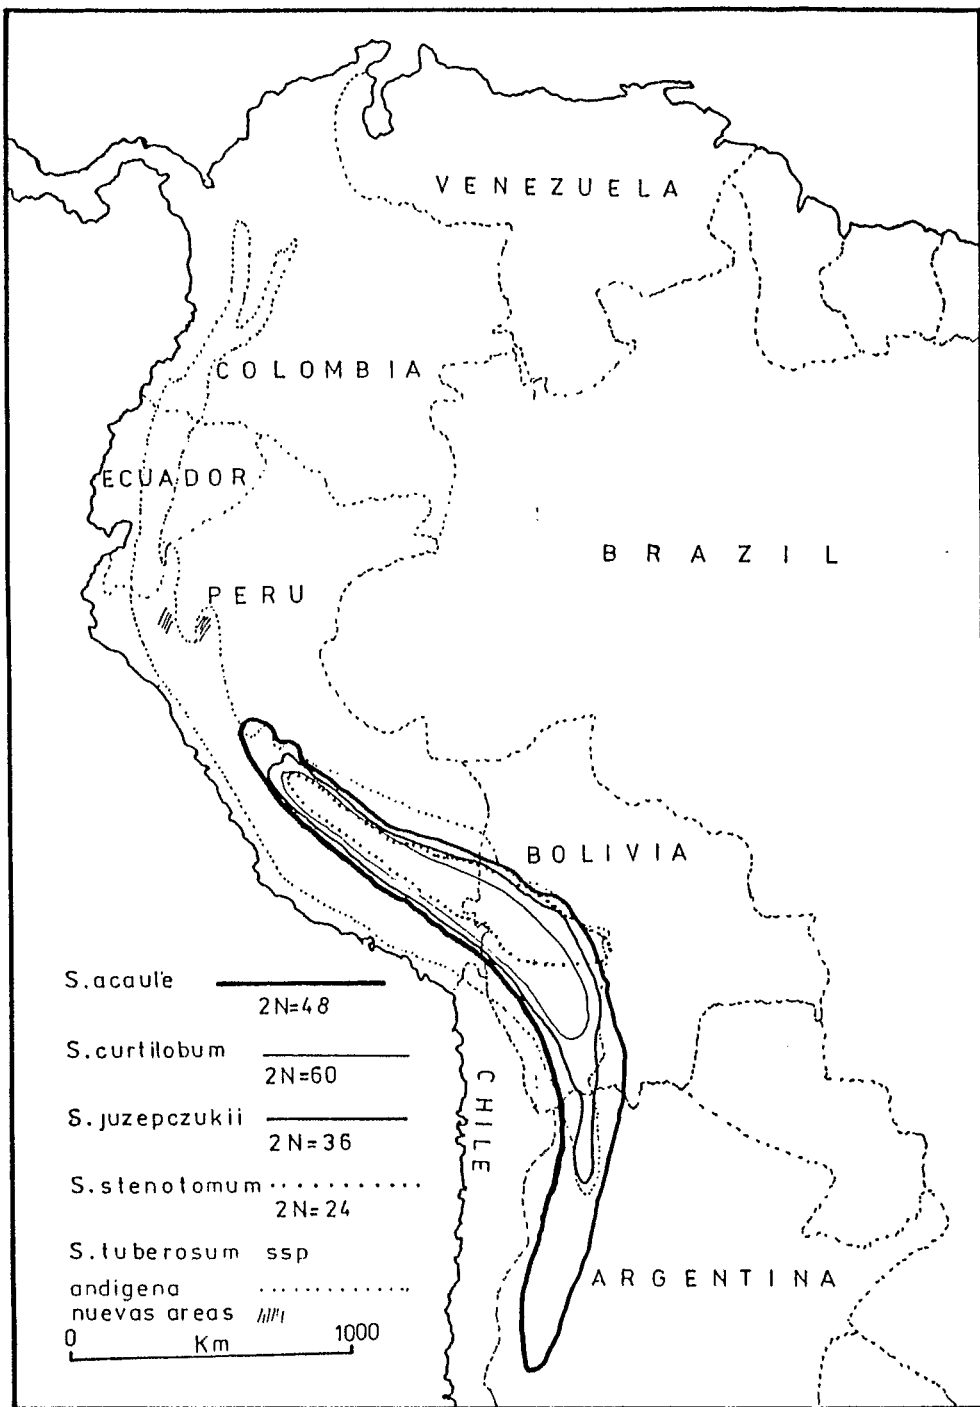 VENEZUELA
COLOMBIA
ECUADOR
BRAZIL
PERU
BOLIVIA
CHILE
ARGENTINA
S.acaule
2N=48
S.curtilobum
2N=60
S.juzepczukii
2N=36
S.stenotomum
2N=24
S.tuberosum ssp
andigena
nuevas areas
0 Km 1000